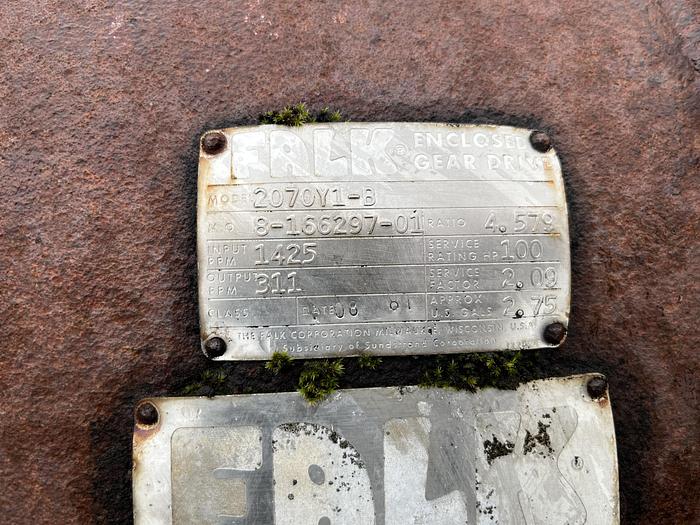 FALK® ENCLOSED GEAR DRIVE
MODEL 2070Y1-B
M.O. 8-166297-01 RATIO 4.579
INPUT RPM 1425 SERVICE RATING HP 100
OUTPUT RPM 311 SERVICE FACTOR 2.09
CLASS DATE 08 81 APPROX U.S. GALS 2.75
THE FALK CORPORATION MILWAUKEE, WISCONSIN, U.S.A.
A Subsidiary of Sundstrand Corporation
FALK®